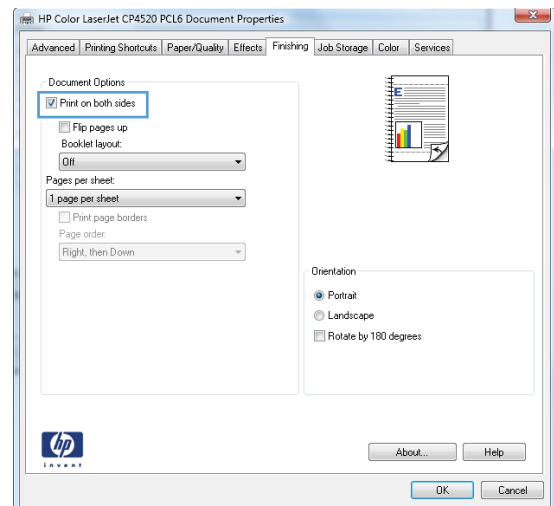 HP Color LaserJet CP4520 PCL6 Document Properties
Advanced Printing Shortcuts Paper/Quality Effects Finishing Job Storage Color Services
Document Options
Print on both sides
Flip pages up
Booklet layout:
Off
Pages per sheet:
1 page per sheet
Print page borders
Page order:
Right, then Down
E
Orientation
Portrait
Landscape
Rotate by 180 degrees
hp
invent
About... Help
OK Cancel